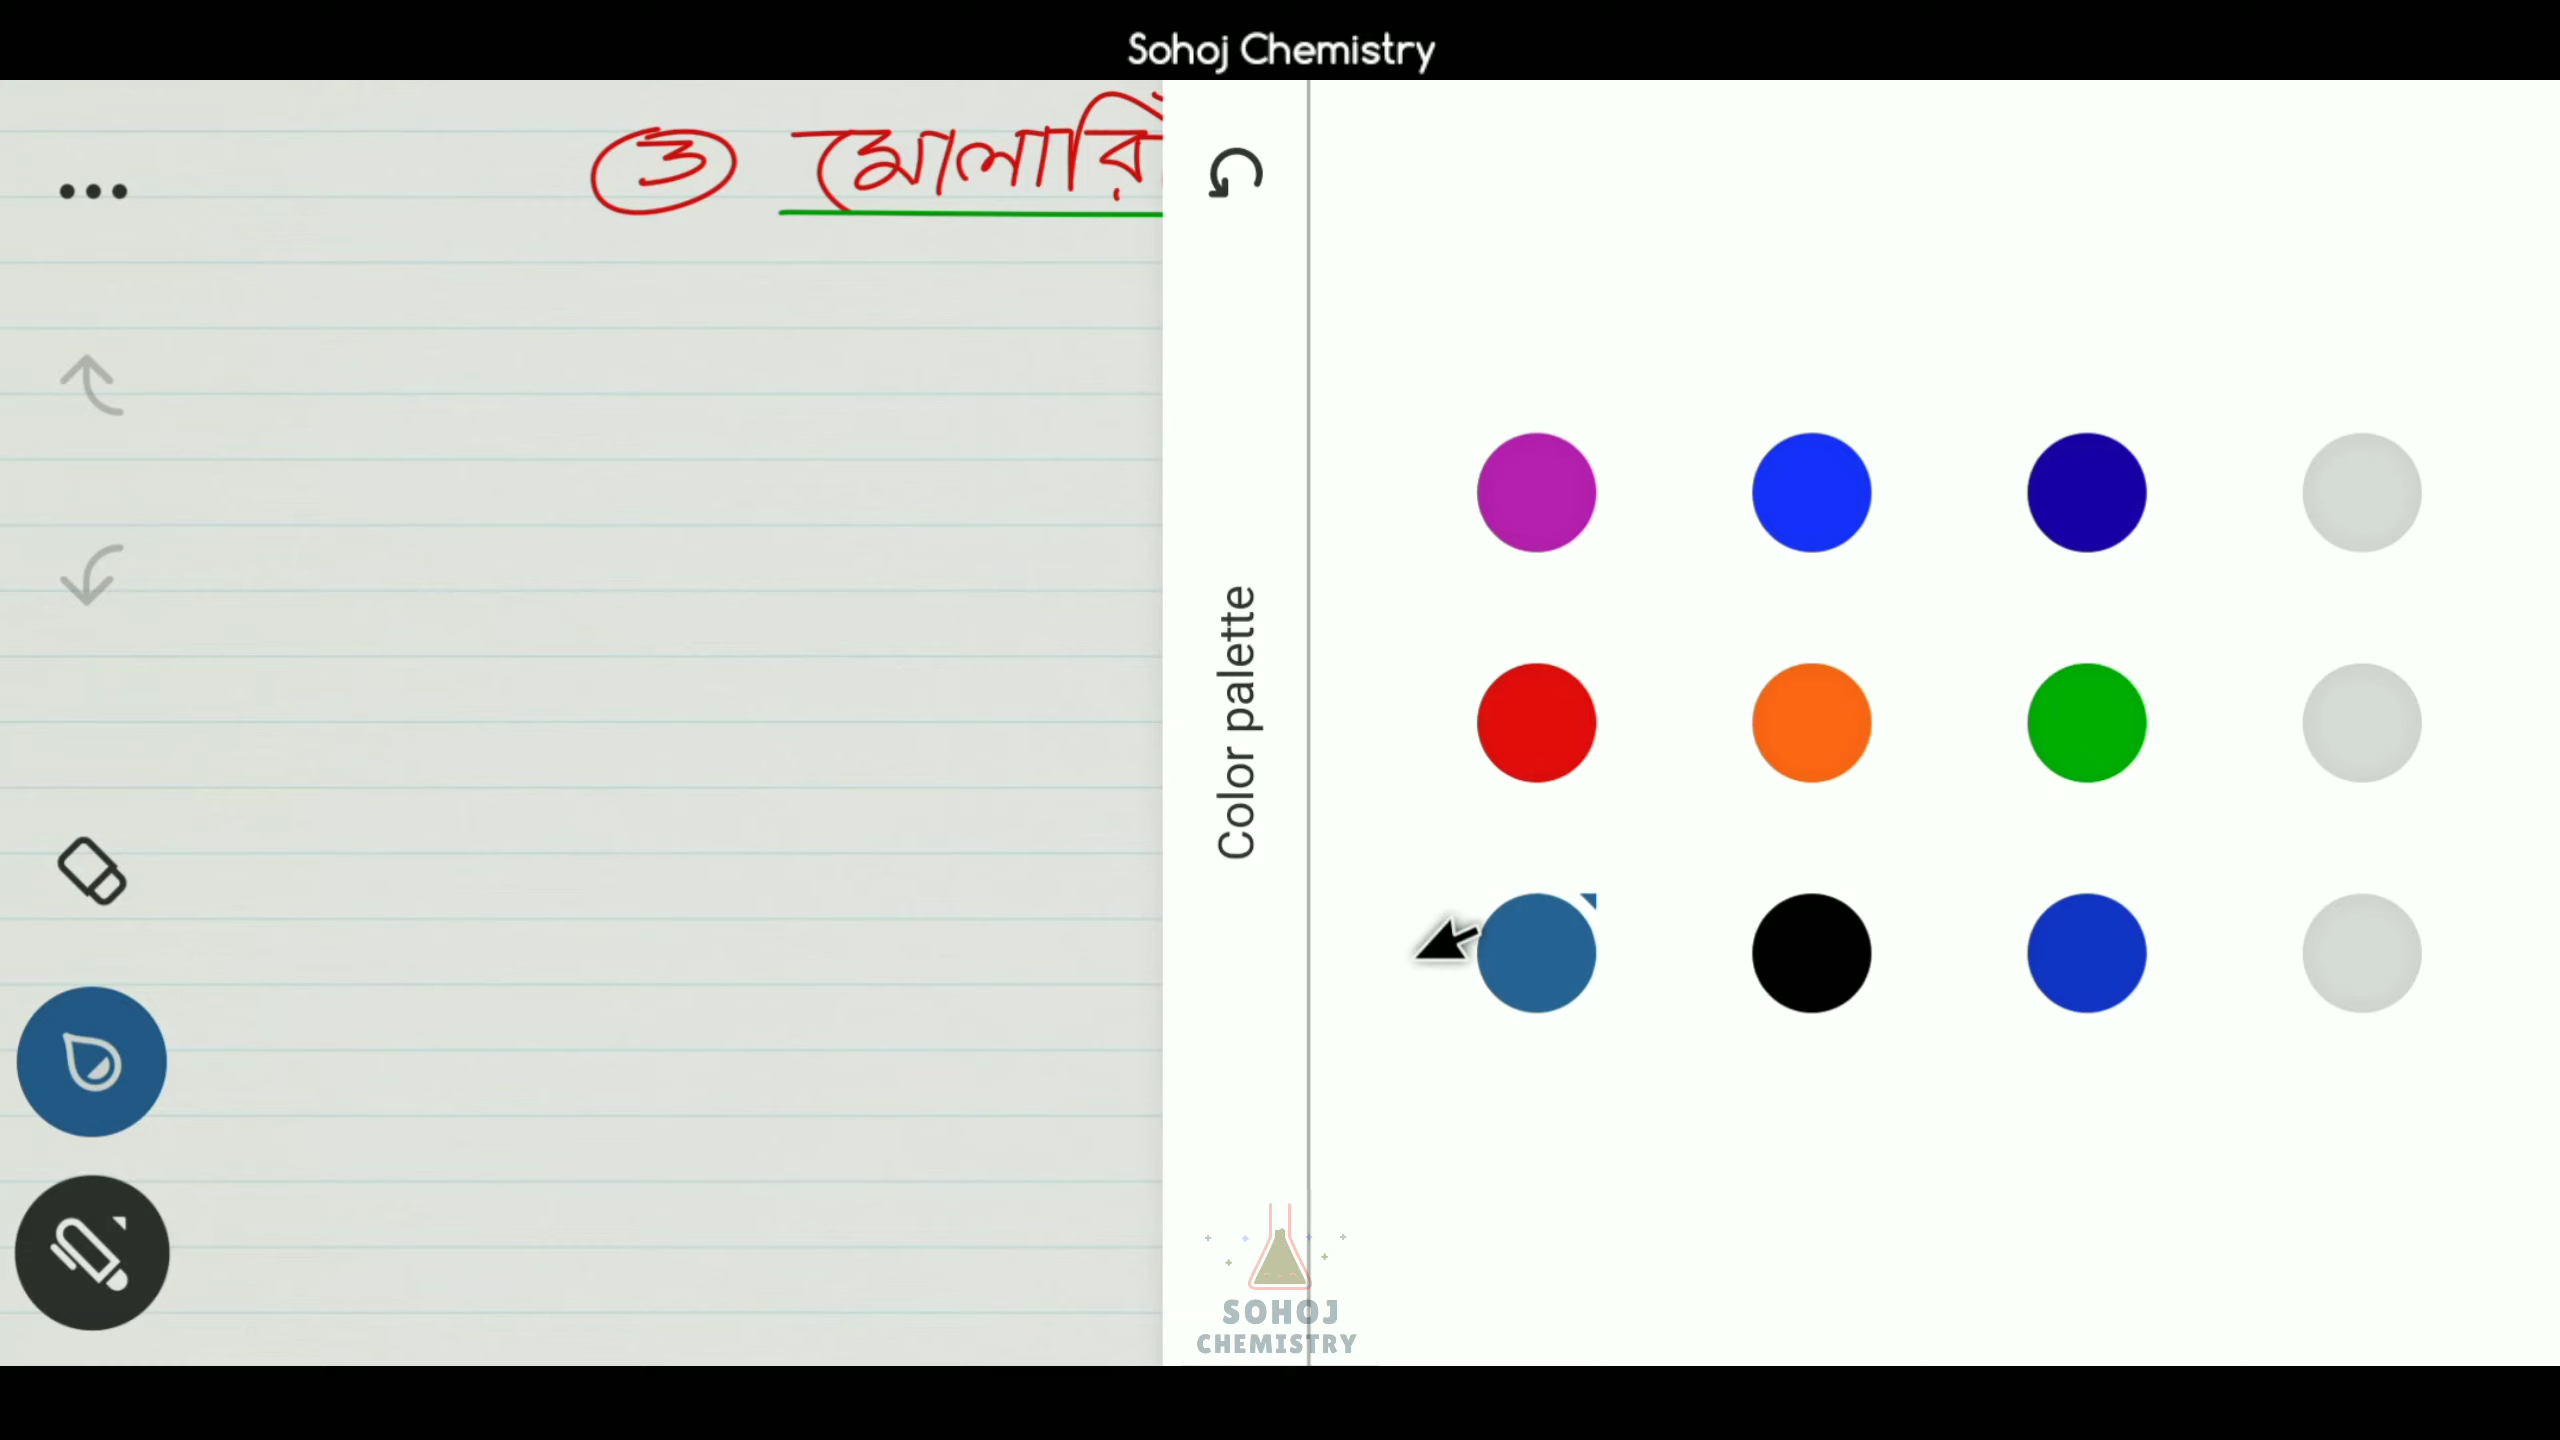 Sohoj Chemistry
৩ মোলারি
Color palette
SOHOJ
CHEMISTRY